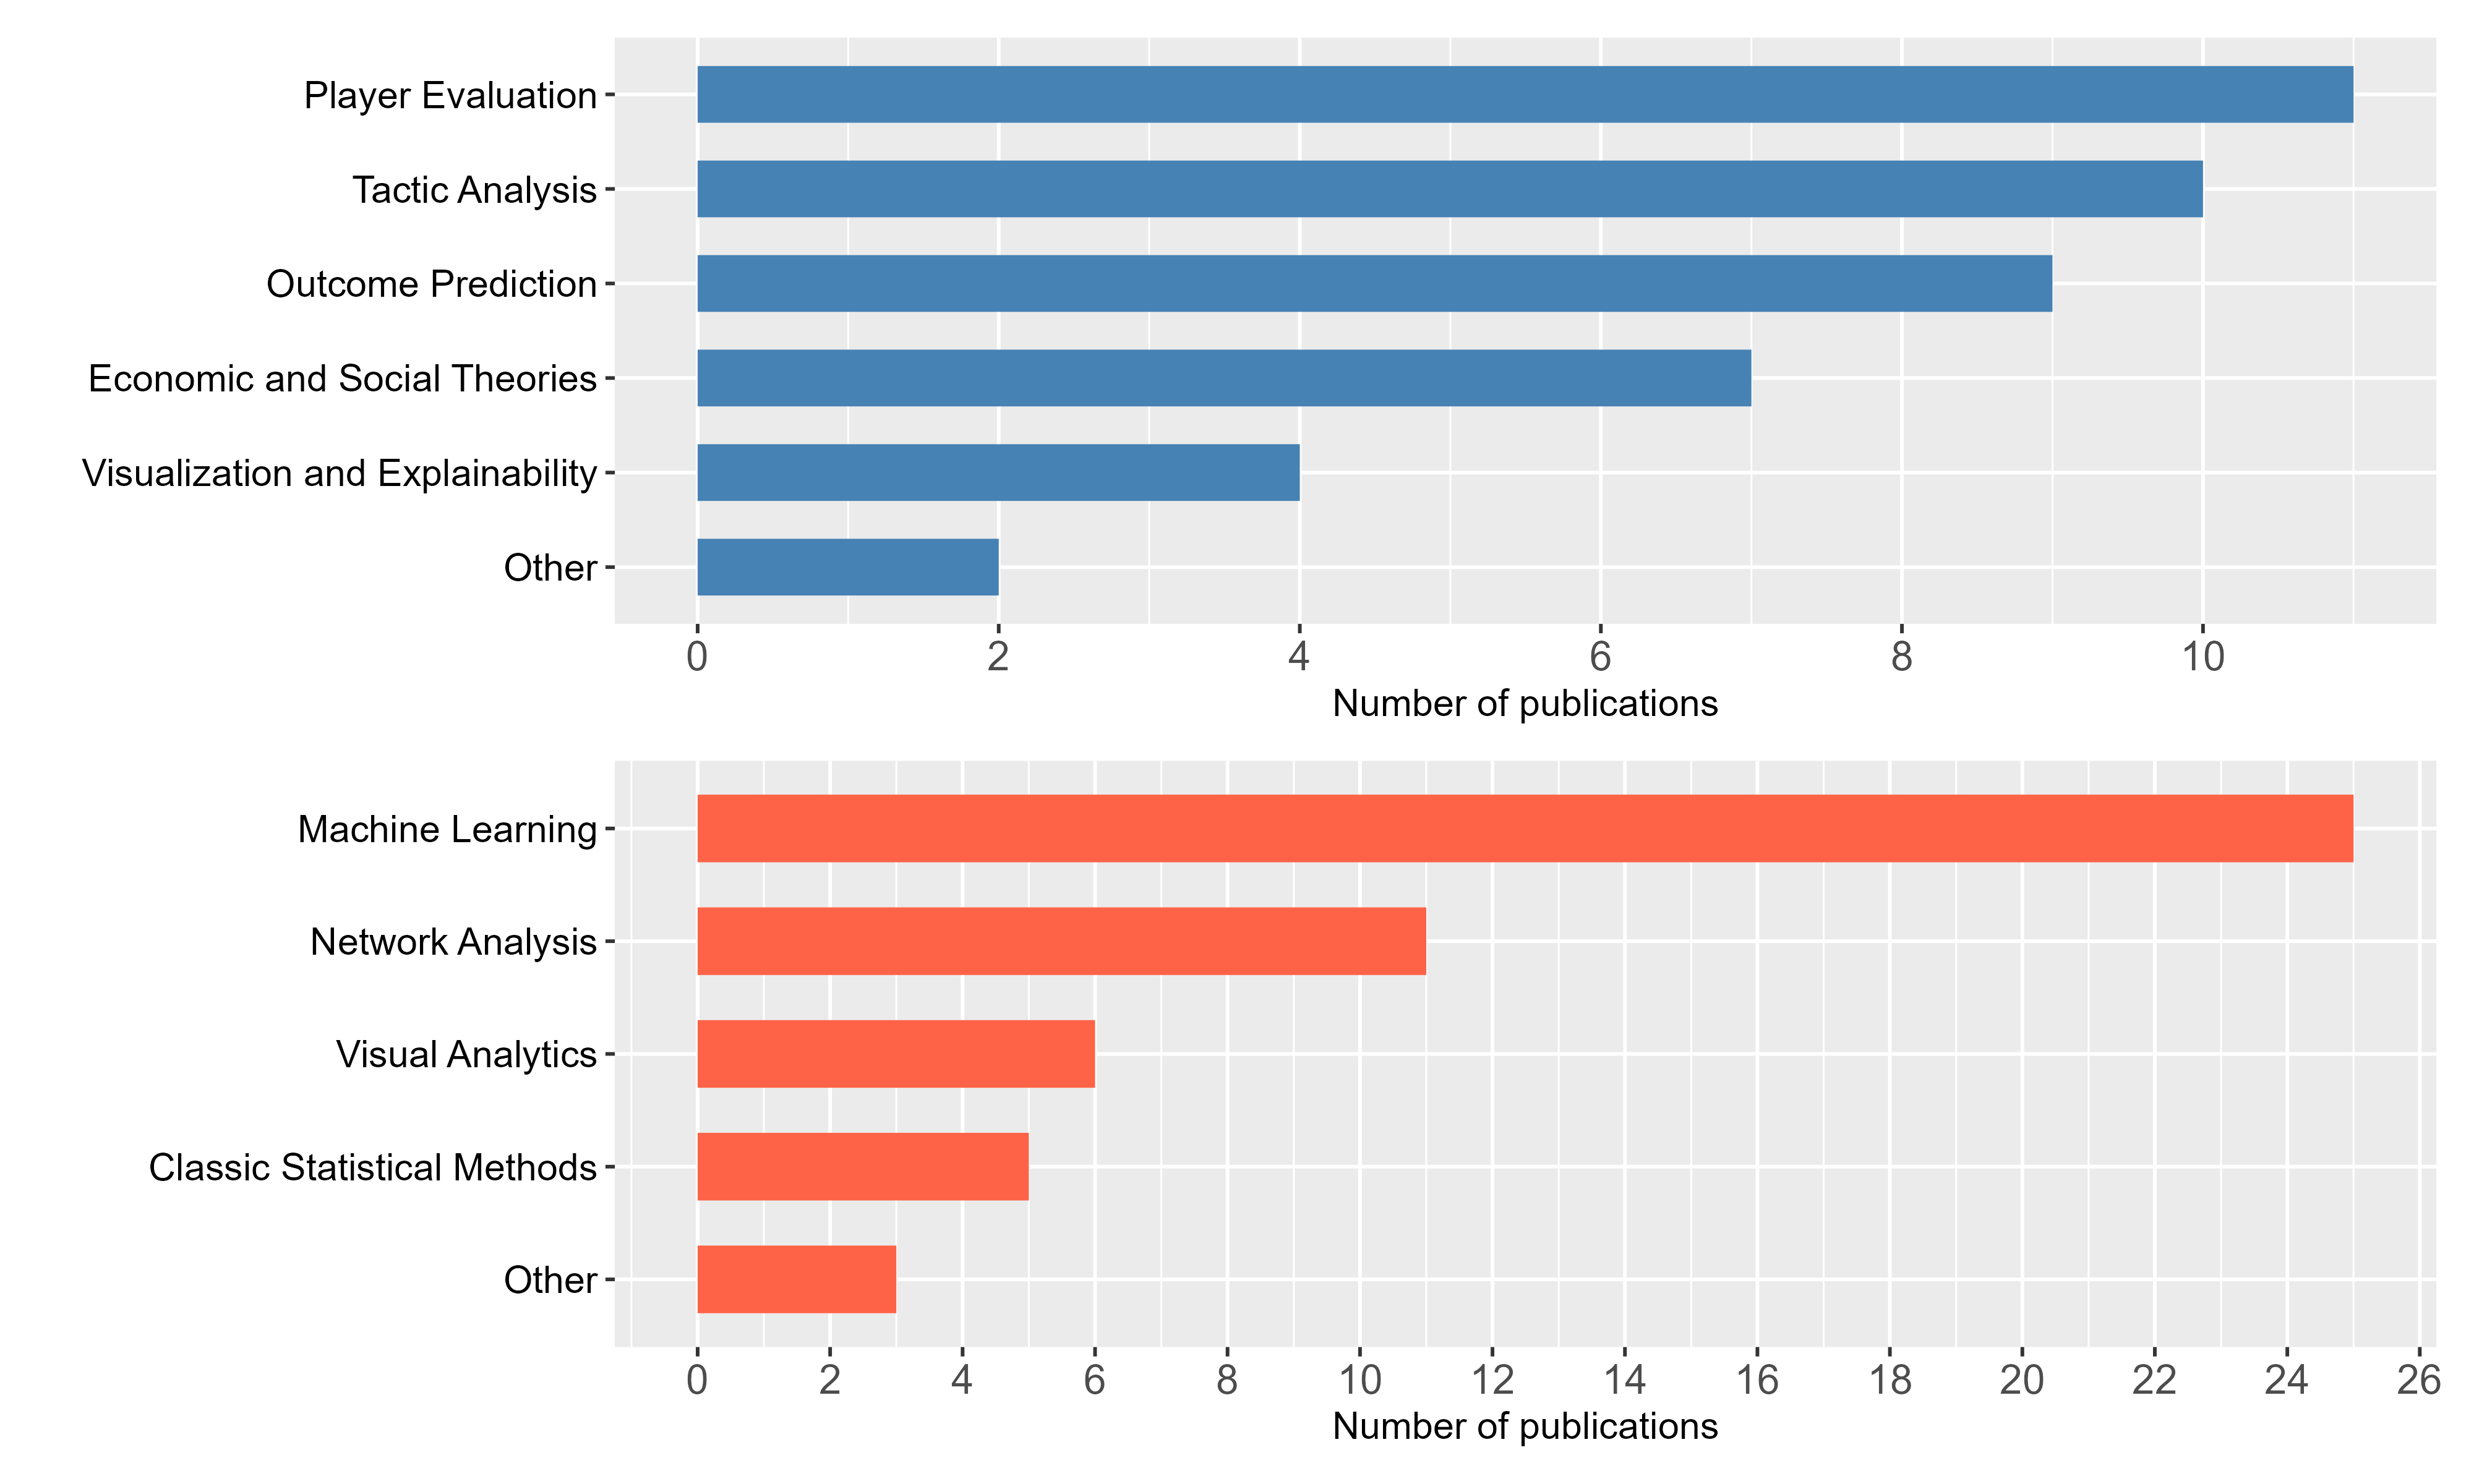 Player Evaluation
Tactic Analysis
Outcome Prediction
Economic and Social Theories
Visualization and Explainability
Other
0 2 4 6 8 10
Number of publications
Machine Learning
Network Analysis
Visual Analytics
Classic Statistical Methods
Other
0 2 4 6 8 10 12 14 16 18 20 22 24 26
Number of publications